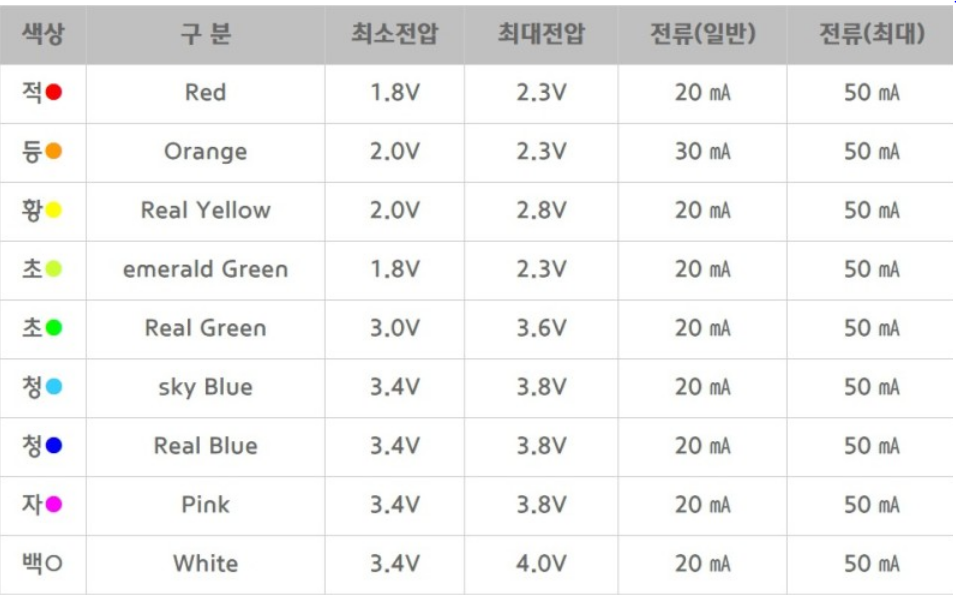 색상 구 분 최소전압 최대전압 전류(일반) 전류(최대)
적 Red 1.8V 2.3V 20 ㎃ 50 ㎃
등 Orange 2.0V 2.3V 30 ㎃ 50 ㎃
황 Real Yellow 2.0V 2.8V 20 ㎃ 50 ㎃
초 emerald Green 1.8V 2.3V 20 ㎃ 50 ㎃
초 Real Green 3.0V 3.6V 20 ㎃ 50 ㎃
청 sky Blue 3.4V 3.8V 20 ㎃ 50 ㎃
청 Real Blue 3.4V 3.8V 20 ㎃ 50 ㎃
자 Pink 3.4V 3.8V 20 ㎃ 50 ㎃
백 White 3.4V 4.0V 20 ㎃ 50 ㎃